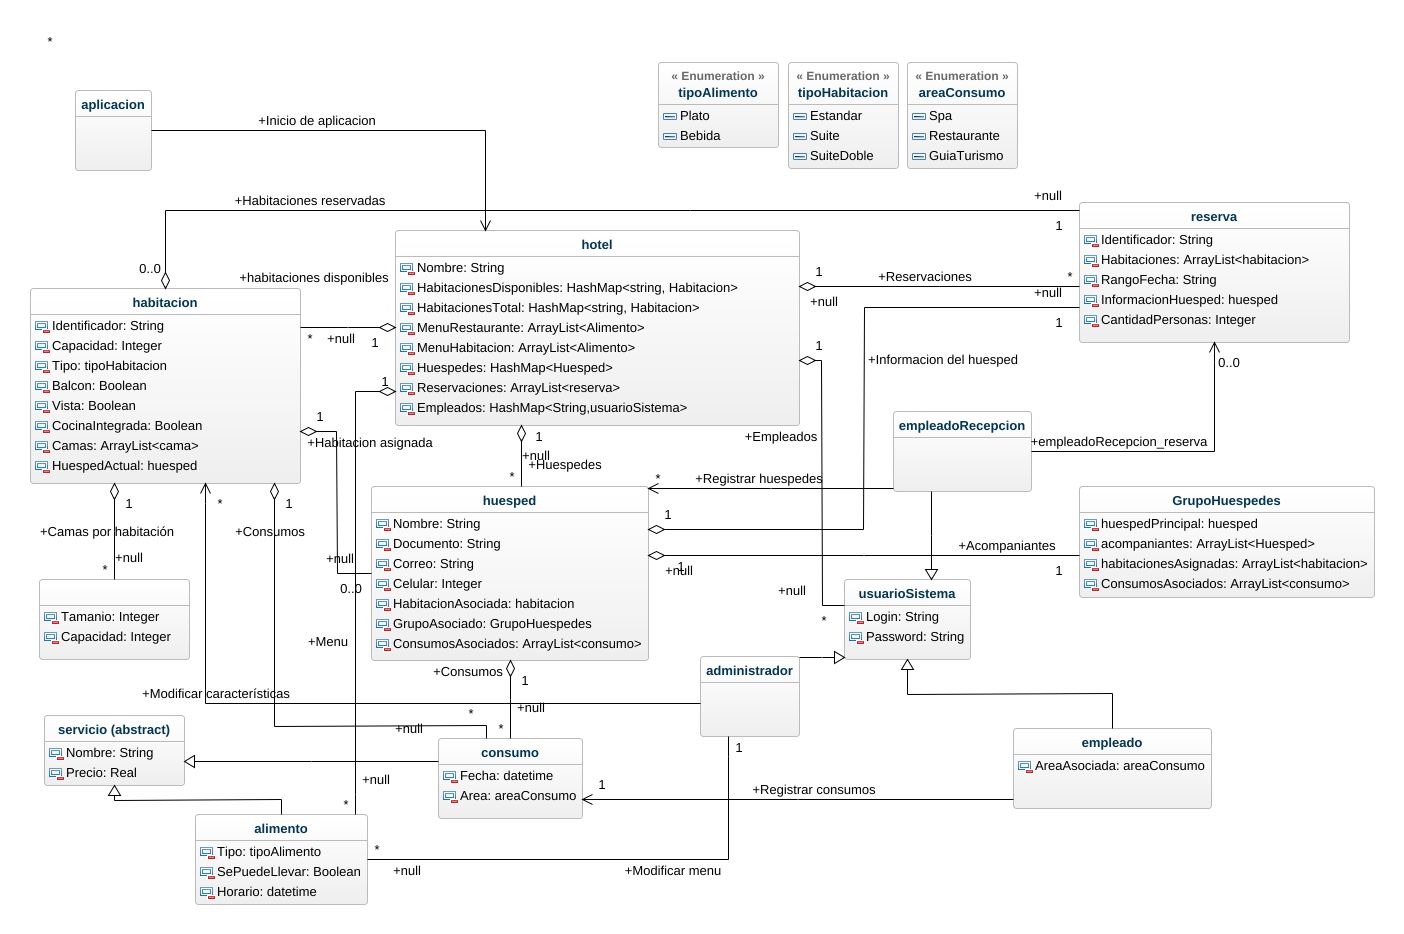 *
« Enumeration »
tipoAlimento
Plato
Bebida
« Enumeration »
tipoHabitacion
Estandar
Suite
SuiteDoble
« Enumeration »
areaConsumo
Spa
Restaurante
GuiaTurismo
aplicacion
+Inicio de aplicacion
+Habitaciones reservadas
+null
1
0..0
reserva
Identificador: String
Habitaciones: ArrayList<habitacion>
RangoFecha: String
InformacionHuesped: huesped
CantidadPersonas: Integer
hotel
Nombre: String
HabitacionesDisponibles: HashMap<string, Habitacion>
HabitacionesTotal: HashMap<string, Habitacion>
MenuRestaurante: ArrayList<Alimento>
MenuHabitacion: ArrayList<Alimento>
Huespedes: HashMap<Huesped>
Reservaciones: ArrayList<reserva>
Empleados: HashMap<String,usuarioSistema>
1
+Reservaciones
*
+null
+null
1
+habitaciones disponibles
*
+null
1
habitacion
Identificador: String
Capacidad: Integer
Tipo: tipoHabitacion
Balcon: Boolean
Vista: Boolean
CocinaIntegrada: Boolean
Camas: ArrayList<cama>
HuespedActual: huesped
1
1
+Informacion del huesped
0..0
1
+Habitacion asignada
1
+null
+Huespedes
*
+Empleados
empleadoRecepcion
+empleadoRecepcion_reserva
*
+Registrar huespedes
1
*
1
1
+Camas por habitación
+null
*
+Consumos
Tamanio: Integer
Capacidad: Integer
huesped
Nombre: String
Documento: String
Correo: String
Celular: Integer
HabitacionAsociada: habitacion
GrupoAsociado: GrupoHuespedes
ConsumosAsociados: ArrayList<consumo>
+null
0..0
1
+null
+Acompaniantes
1
GrupoHuespedes
huespedPrincipal: huesped
acompaniantes: ArrayList<Huesped>
habitacionesAsignadas: ArrayList<habitacion>
ConsumosAsociados: ArrayList<consumo>
+null
*
usuarioSistema
Login: String
Password: String
+Menu
+Consumos
1
+null
*
administrador
+Modificar características
*
+null
servicio (abstract)
Nombre: String
Precio: Real
consumo
Fecha: datetime
Area: areaConsumo
1
empleado
AreaAsociada: areaConsumo
+null
*
1
+Registrar consumos
alimento
Tipo: tipoAlimento
SePuedeLlevar: Boolean
Horario: datetime
*
+null
+Modificar menu